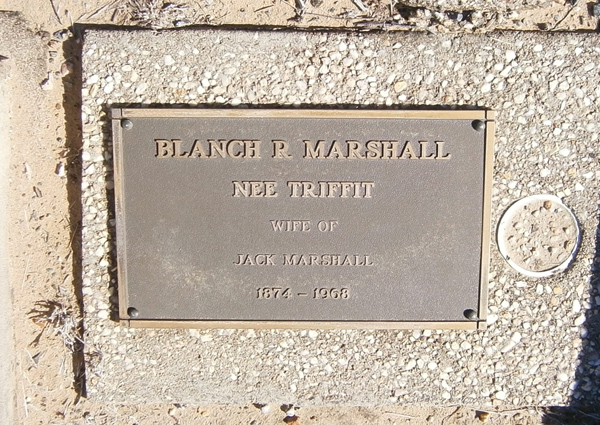 BLANCH R. MARSHALL
NEE TRIFFIT
WIFE OF
JACK MARSHALL
1874 - 1968